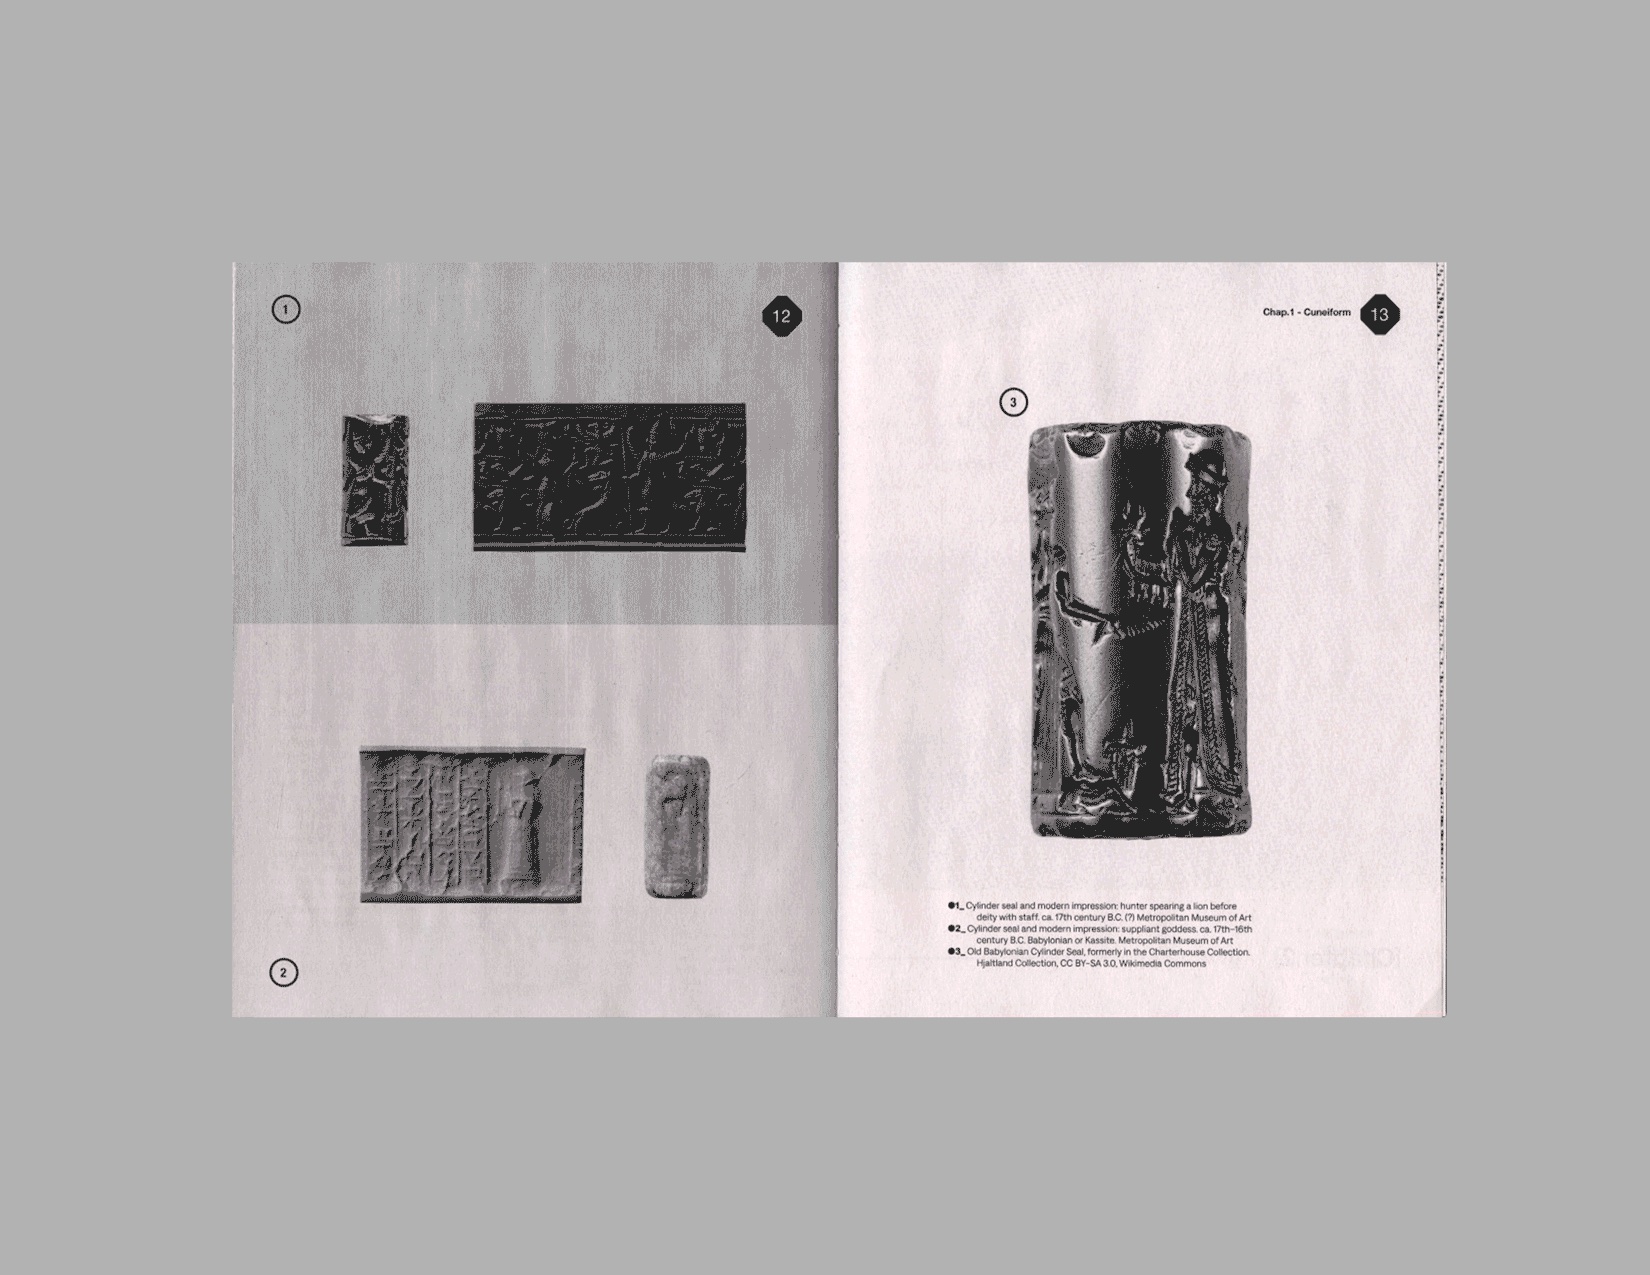 1
12
2
Chap.1 - Cuneiform 13
3
●1_ Cylinder seal and modern impression: hunter spearing a lion before
deity with staff. ca. 17th century B.C. (?) Metropolitan Museum of Art
●2_ Cylinder seal and modern impression: suppliant goddess. ca. 17th–16th
century B.C. Babylonian or Kassite. Metropolitan Museum of Art
●3_ Old Babylonian Cylinder Seal, formerly in the Charterhouse Collection.
Hjaltland Collection, CC BY-SA 3.0, Wikimedia Commons